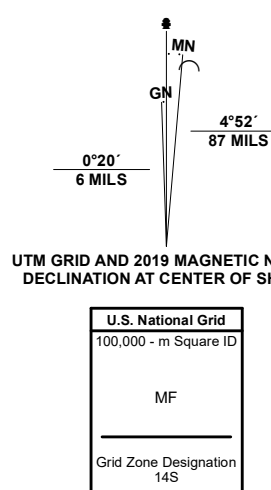 MN
GN
4°52´
87 MILS
0°20´
6 MILS
UTM GRID AND 2019 MAGNETIC
DECLINATION AT CENTER OF
U.S. National Grid
100,000 - m Square ID
MF
Grid Zone Designation
14S